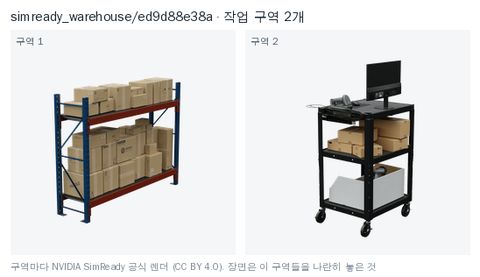 simready_warehouse/ed9d88e38a · 작업 구역 2개
구역 1
구역 2
구역마다 NVIDIA SimReady 공식 렌더 (CC BY 4.0). 장면은 이 구역들을 나란히 놓은 것